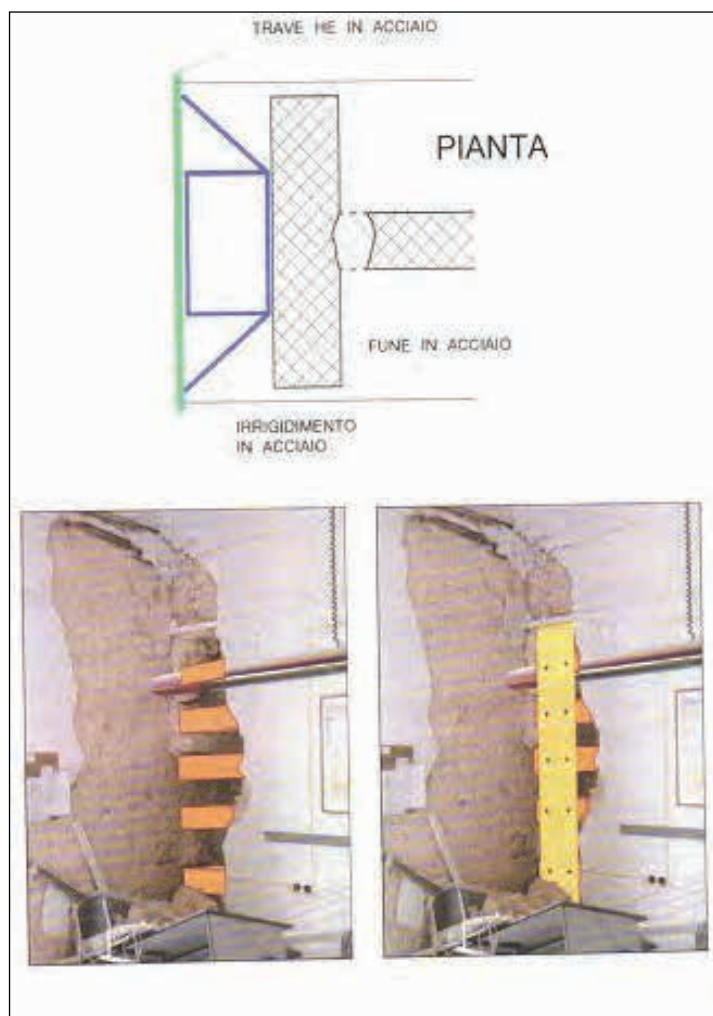 TRAVE HE IN ACCIAIO
PIANTA
FUNE IN ACCIAIO
IRRIGIDIMENTO
IN ACCIAIO